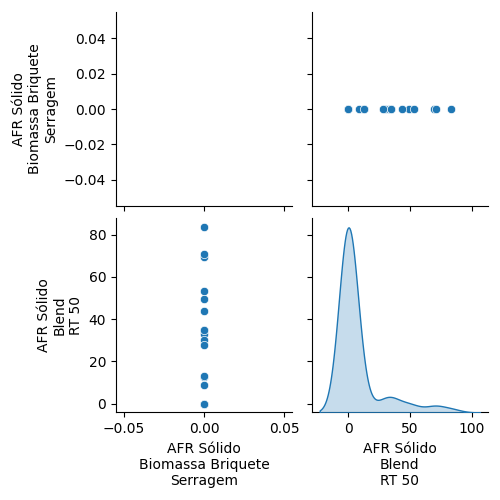 AFR Sólido
Biomassa Briquete
Serragem
0.04
0.02
0.00
−0.02
−0.04
AFR Sólido
Blend
RT 50
80
60
40
20
0
−0.05 0.00 0.05
AFR Sólido
Biomassa Briquete
Serragem
0 50 100
AFR Sólido
Blend
RT 50